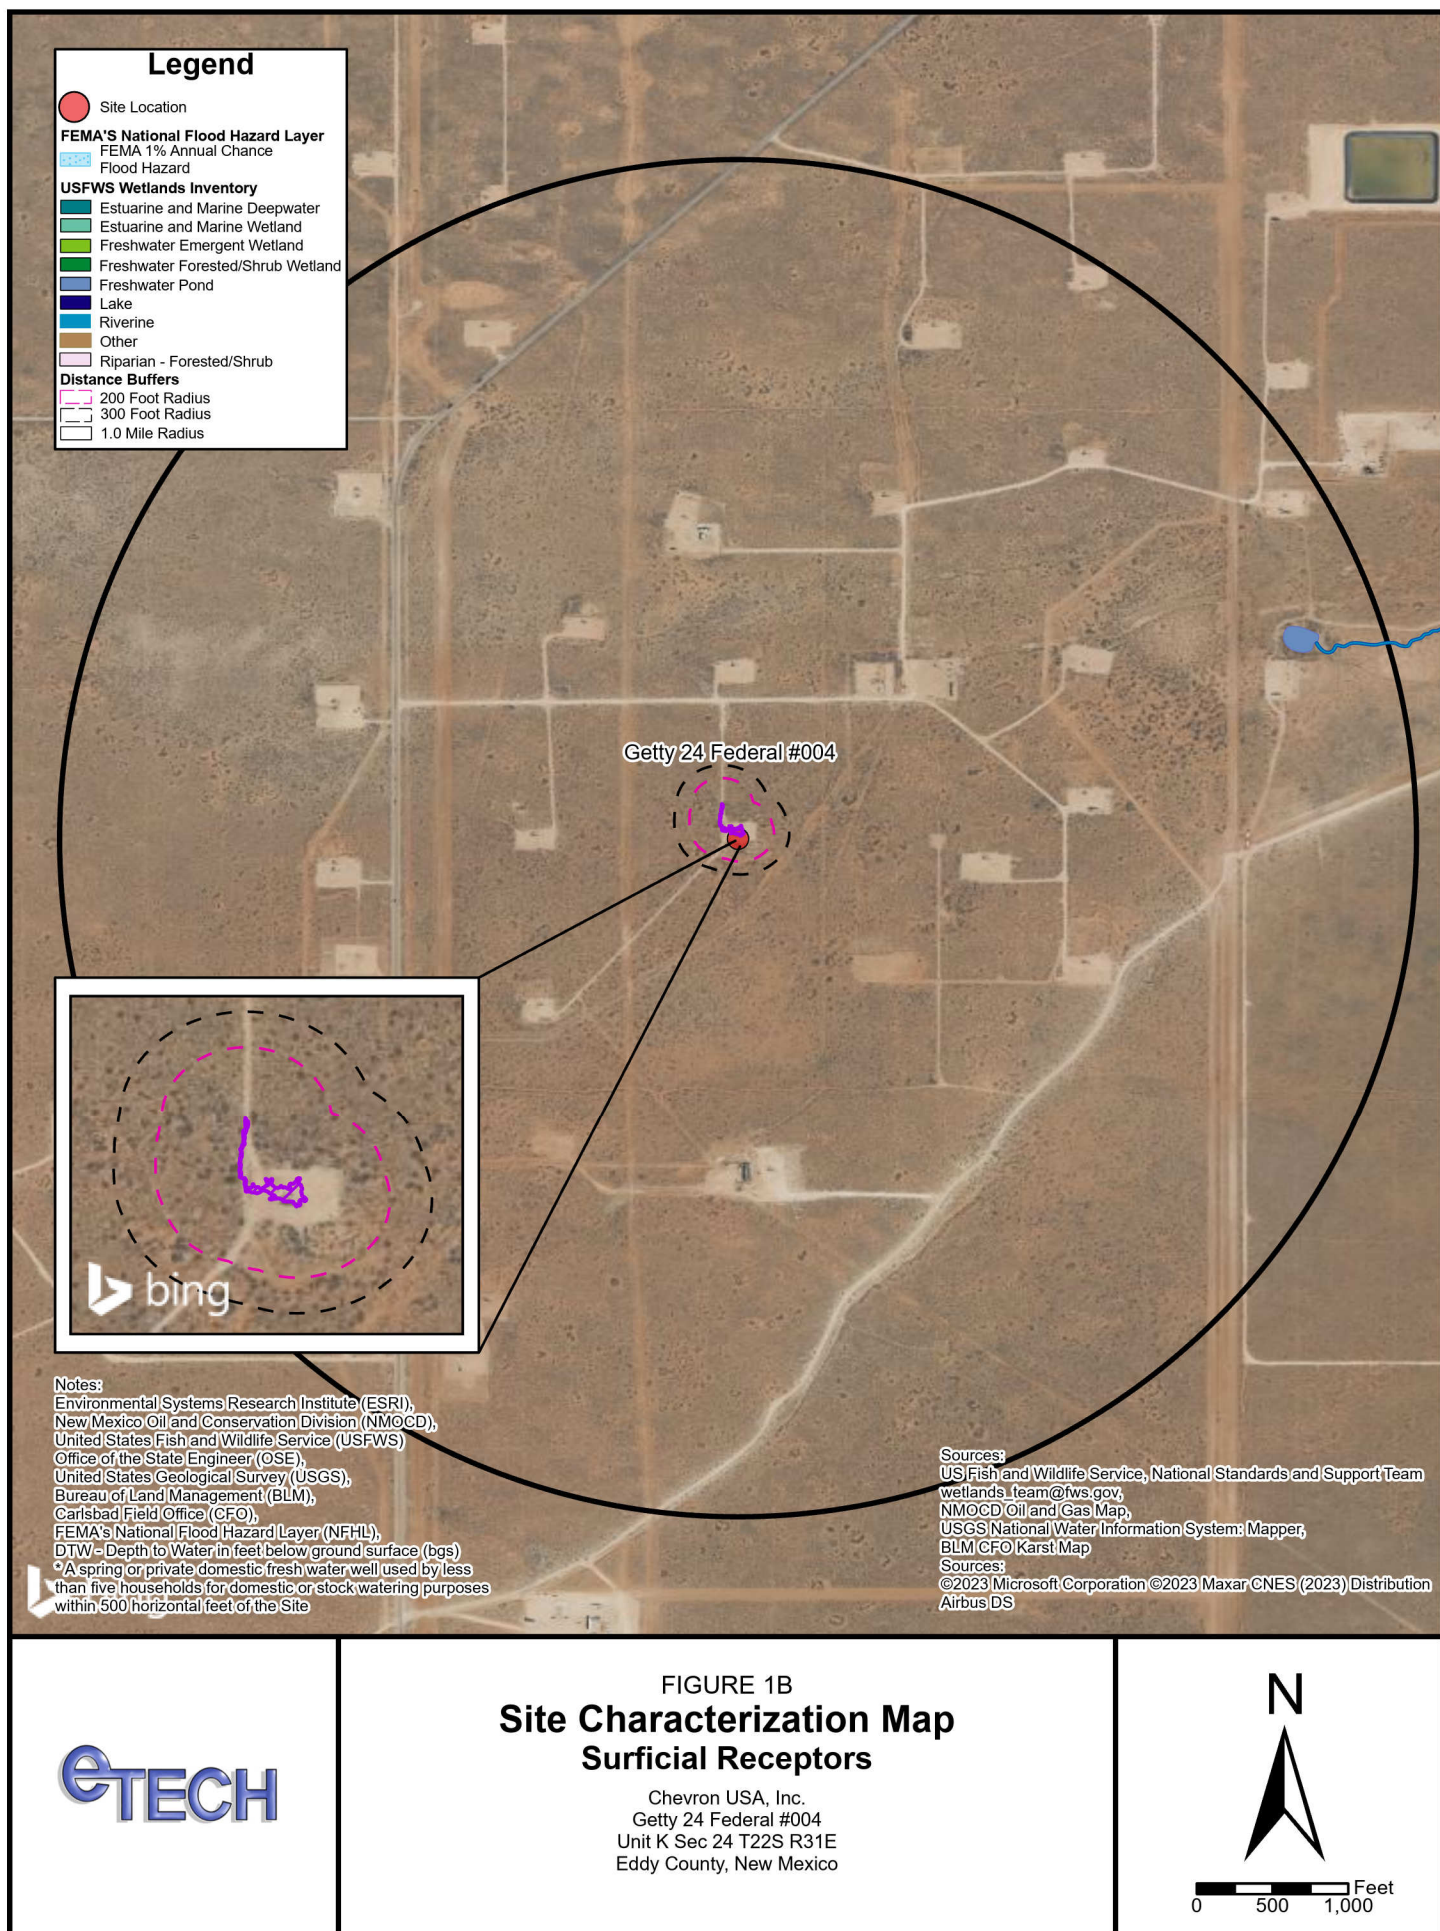 Legend
Site Location
FEMA'S National Flood Hazard Layer
FEMA 1% Annual Chance
Flood Hazard
USFWS Wetlands Inventory
Estuarine and Marine Deepwater
Estuarine and Marine Wetland
Freshwater Emergent Wetland
Freshwater Forested/Shrub Wetland
Freshwater Pond
Lake
Riverine
Other
Riparian - Forested/Shrub
Distance Buffers
200 Foot Radius
300 Foot Radius
1.0 Mile Radius
Getty 24 Federal #004
bing
Notes:
Environmental Systems Research Institute (ESRI),
New Mexico Oil and Conservation Division (NMOCD),
United States Fish and Wildlife Service (USFWS)
Office of the State Engineer (OSE),
United States Geological Survey (USGS),
Bureau of Land Management (BLM),
Carlsbad Field Office (CFO),
FEMA's National Flood Hazard Layer (NFHL),
DTW - Depth to Water in feet below ground surface (bgs)
* A spring or private domestic fresh water well used by less
than five households for domestic or stock watering purposes
within 500 horizontal feet of the Site
Sources:
US Fish and Wildlife Service, National Standards and Support Team
wetlands_team@fws.gov,
NMOCD Oil and Gas Map,
USGS National Water Information System: Mapper,
BLM CFO Karst Map
Sources:
©2023 Microsoft Corporation ©2023 Maxar CNES (2023) Distribution
Airbus DS
eTECH
FIGURE 1B
Site Characterization Map
Surficial Receptors
Chevron USA, Inc.
Getty 24 Federal #004
Unit K Sec 24 T22S R31E
Eddy County, New Mexico
N
Feet
0 500 1,000